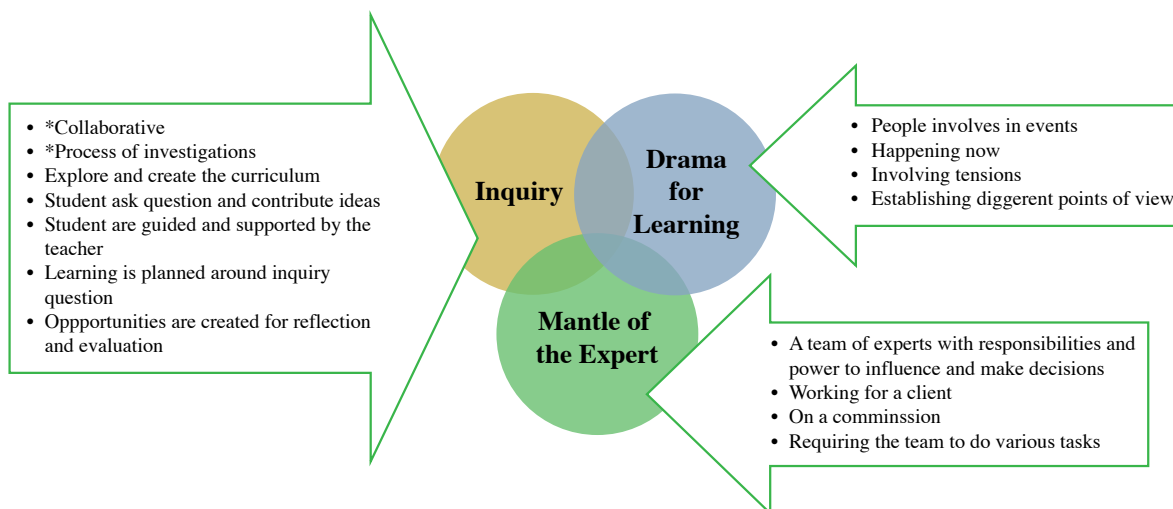 • *Collaborative
• *Process of investigations
• Explore and create the curriculum
• Student ask question and contribute ideas
• Student are guided and supported by the
teacher
• Learning is planned around inquiry
question
• Oppportunities are created for reflection
and evaluation
Inquiry
Drama
for
Learning
Mantle of
the Expert
• People involves in events
• Happening now
• Involving tensions
• Establishing diggerent points of view
• A team of experts with responsibilities and
power to influence and make decisions
• Working for a client
• On a comminssion
• Requiring the team to do various tasks